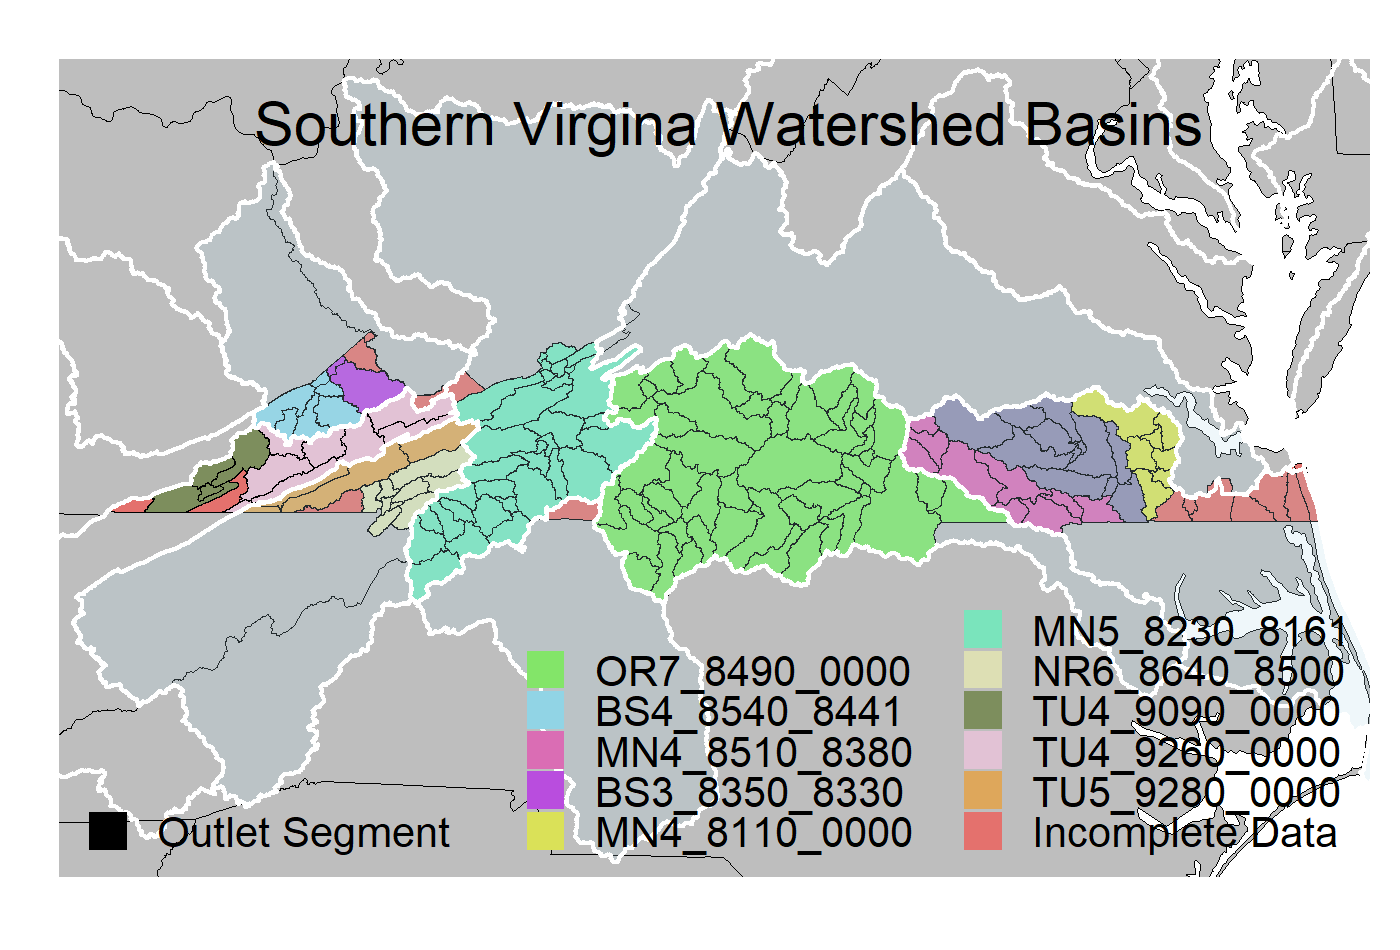 Southern Virgina Watershed Basins
MN5_8230_8161
OR7_8490_0000
NR6_8640_8500
BS4_8540_8441
TU4_9090_0000
MN4_8510_8380
TU4_9260_0000
BS3_8350_8330
TU5_9280_0000
Outlet Segment
MN4_8110_0000
Incomplete Data